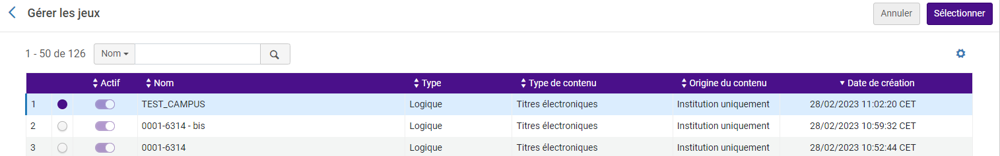 Gérer les jeux Annuler Sélectionner
1 - 50 de 126 Nom
Actif Nom Type Type de contenu Origine du contenu Date de création
1 TEST_CAMPUS Logique Titres électroniques Institution uniquement 28/02/2023 11:02:20 CET
2 0001-6314 - bis Logique Titres électroniques Institution uniquement 28/02/2023 10:59:32 CET
3 0001-6314 Logique Titres électroniques Institution uniquement 28/02/2023 10:52:44 CET